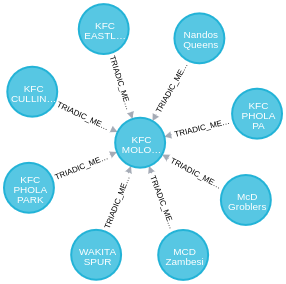 KFC
EASTL...
Nandos
Queens
KFC
CULLIN...
KFC
PHOLA
PA
KFC
MOLO...
KFC
PHOLA
PARK
McD
Groblers
WAKITA
SPUR
MCD
Zambesi
TRIADIC_ME...
TRIADIC_ME...
TRIADIC_ME...
TRIADIC_ME...
TRIADIC_ME...
TRIADIC_ME...
TRIADIC_ME...
TRIADIC_ME...